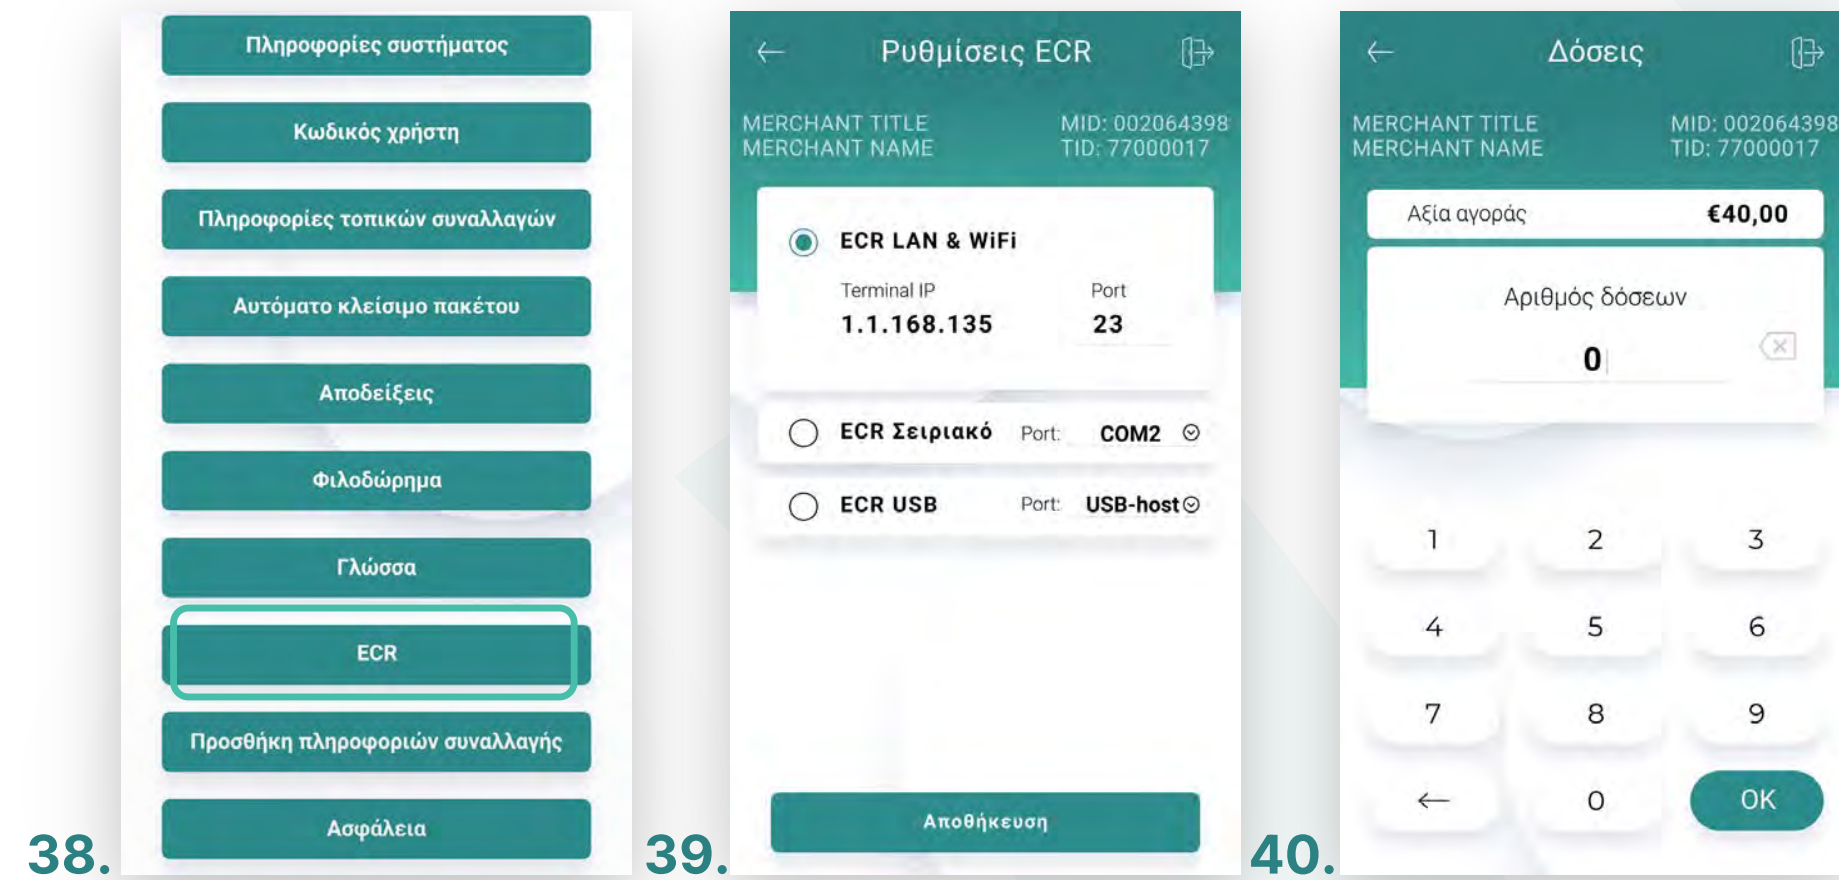 Πληροφορίες συστήματος
Κωδικός χρήστη
Πληροφορίες τοπικών συναλλαγών
Αυτόματο κλείσιμο πακέτου
Αποδείξεις
Φιλοδώρημα
Γλώσσα
ECR
Προσθήκη πληροφοριών συναλλαγής
Ασφάλεια
38.
Ρυθμίσεις ECR
MERCHANT TITLE MID: 002064398
MERCHANT NAME TID: 77000017
ECR LAN & WiFi
Terminal IP Port
1.1.168.135 23
ECR Σειριακό Port: COM2
ECR USB Port: USB-host
Αποθήκευση
39.
Δόσεις
MERCHANT TITLE MID: 002064398
MERCHANT NAME TID: 77000017
Αξία αγοράς €40,00
Αριθμός δόσεων
0
1 2 3
4 5 6
7 8 9
0 OK
40.